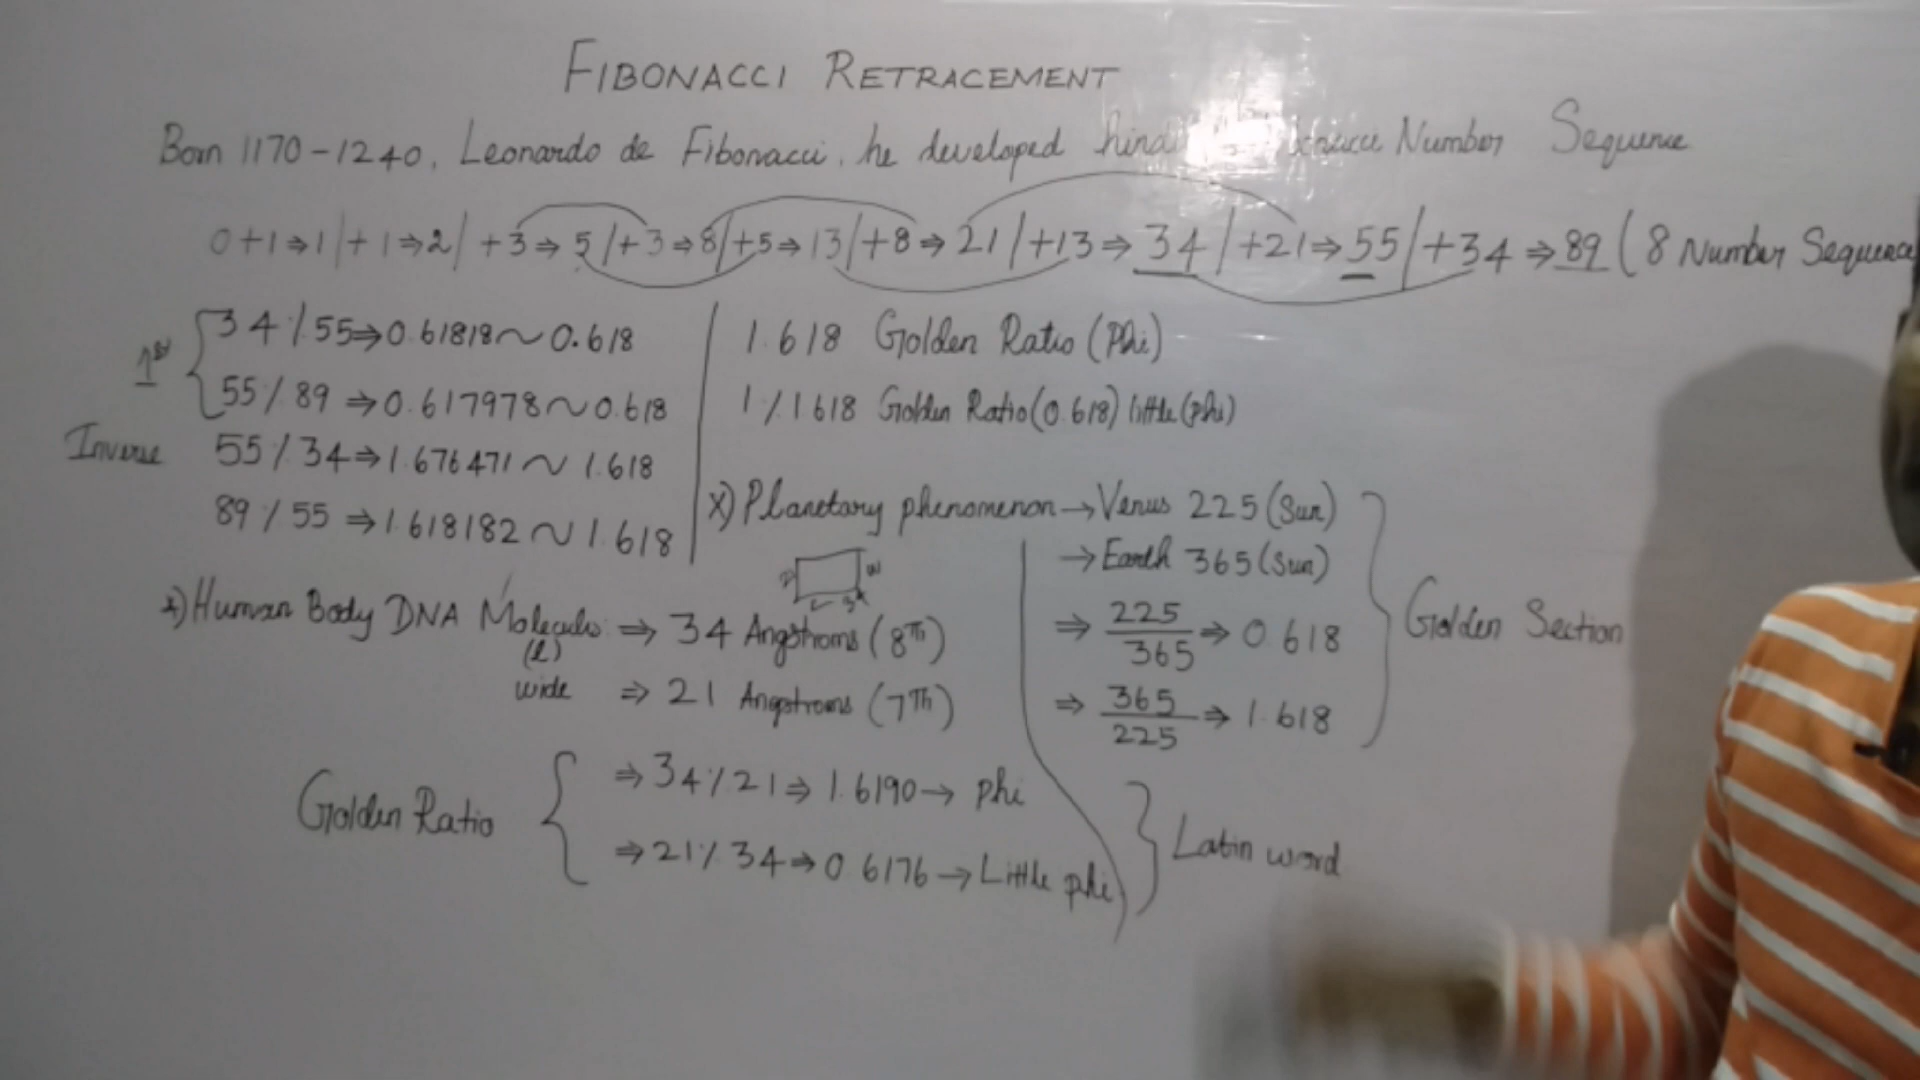 FIBONACCI RETRACEMENT
Born 1170-1240, Leonardo de Fibonacci, he developed Number Sequence
0+1⇒1|+1⇒2|+3⇒5|+3⇒8|+5⇒13|+8⇒21|+13⇒34|+21⇒55|+34⇒89 (8 Number Sequence
1st
34/.55⇒0.61818~0.618
55/.89⇒0.617978~0.618
Inverse 55/34⇒1.676471~1.618
89/55⇒1.618182~1.618
1.618 Golden Ratio (Phi)
1/.1618 Golden Ratio(0.618) little(phi)
x) Planetary phenomenon → Venus 225 (Sun)
→ Earth 365 (Sun)
⇒ 225/365 ⇒ 0.618
⇒ 365/225 ⇒ 1.618
Golden Section
x) Human Body DNA Molecules ⇒ 34 Angstroms (8Th)
(L)
wide ⇒ 21 Angstroms (7Th)
Golden Ratio
⇒ 34/.21 ⇒ 1.6190 → phi
⇒ 21/.34 ⇒ 0.6176 → Little phi
Latin word